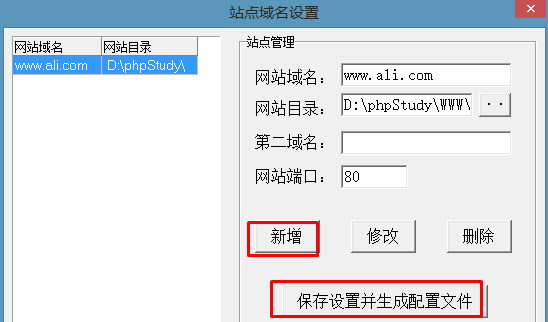 站点域名设置
网站域名 网站目录
www.ali.com D:\phpStudy\
站点管理
网站域名： www.ali.com
网站目录： D:\phpStudy\WWW\ ..
第二域名：
网站端口： 80
新增 修改 删除
保存设置并生成配置文件